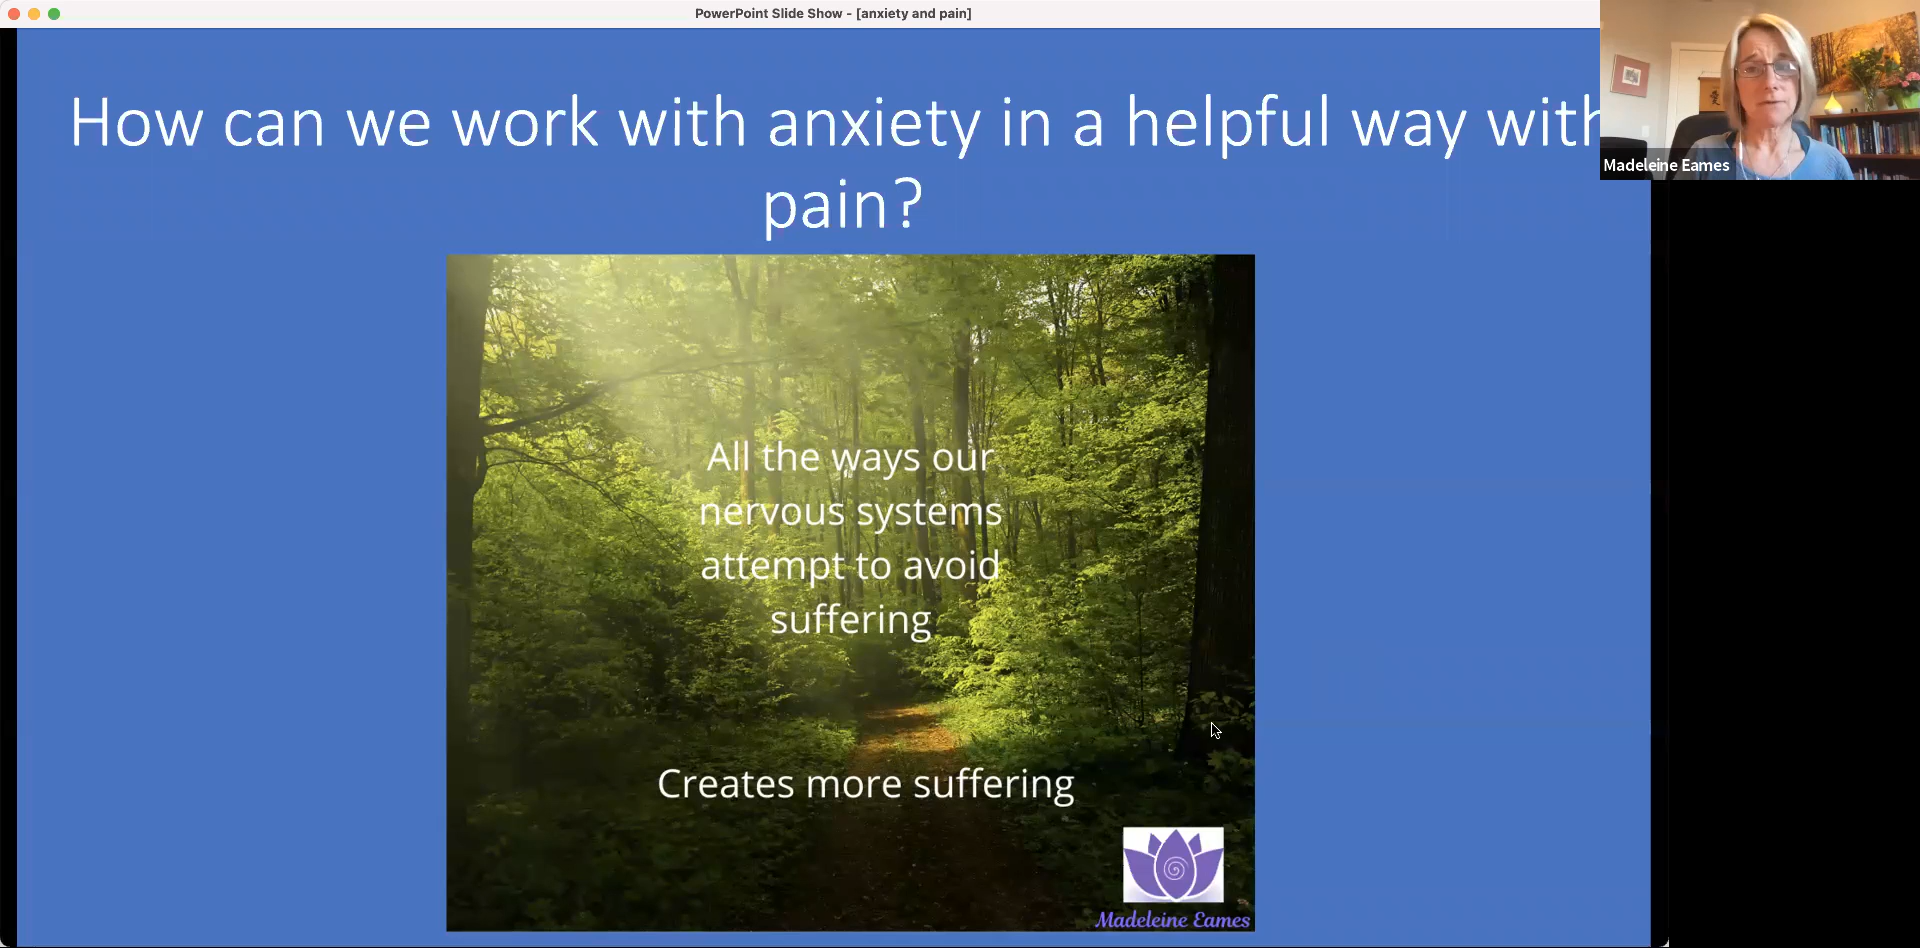 PowerPoint Slide Show - [anxiety and pain]
How can we work with anxiety in a helpful way with
pain?
Madeleine Eames
All the ways our
nervous systems
attempt to avoid
suffering
Creates more suffering
Madeleine Eames